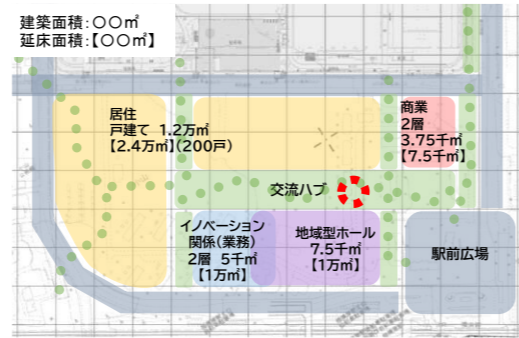 建築面積：○○㎡
延床面積：【○○㎡】
居住
戸建て 1.2万㎡
【2.4万㎡】（200戸）
商業
2層
3.75千㎡
【7.5千㎡】
交流ハブ
イノベーション
関係（業務）
2層 5千㎡
【1万㎡】
地域型ホール
7.5千㎡
【1万㎡】
駅前広場